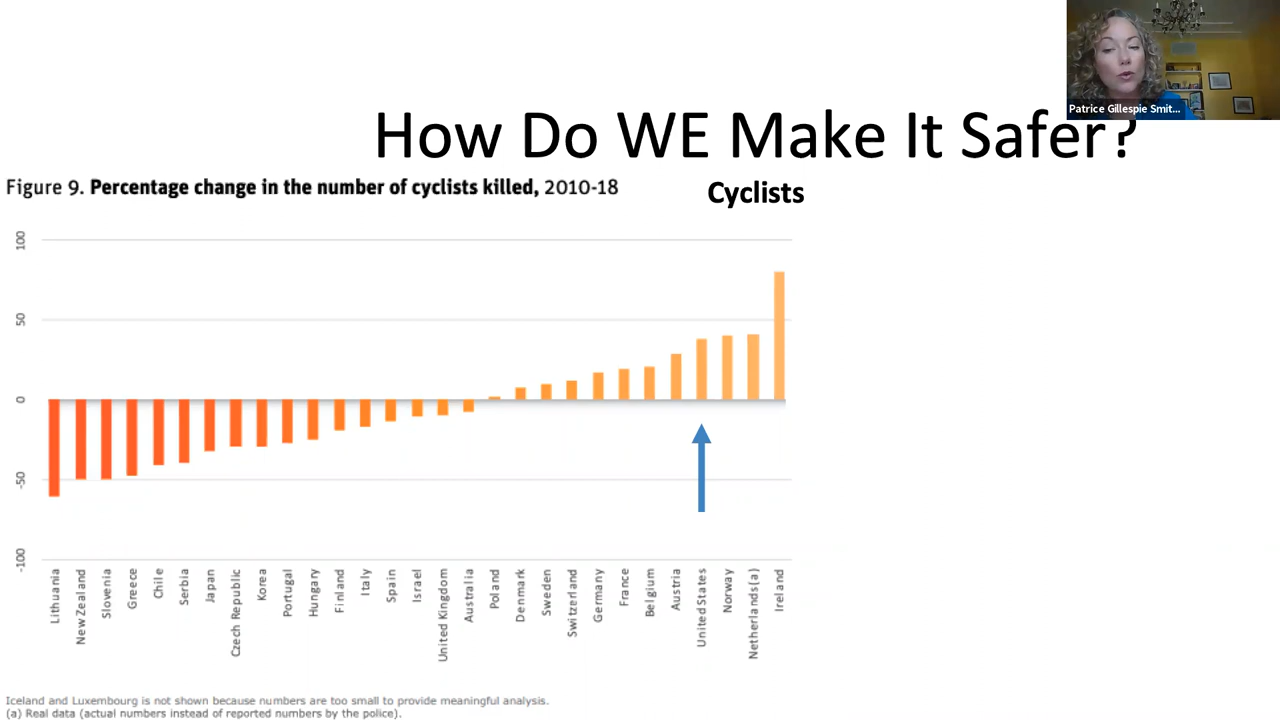 Patrice Gillespie Smit...
How Do WE Make It Safer?
Figure 9. Percentage change in the number of cyclists killed, 2010-18
Cyclists
100
50
0
-50
-100
Lithuania
New Zealand
Slovenia
Greece
Chile
Serbia
Japan
Czech Republic
Korea
Portugal
Hungary
Finland
Italy
Spain
Israel
United Kingdom
Australia
Poland
Denmark
Sweden
Switzerland
Germany
France
Belgium
Austria
United States
Norway
Netherlands(a)
Ireland
Iceland and Luxembourg is not shown because numbers are too small to provide meaningful analysis.
(a) Real data (actual numbers instead of reported numbers by the police).